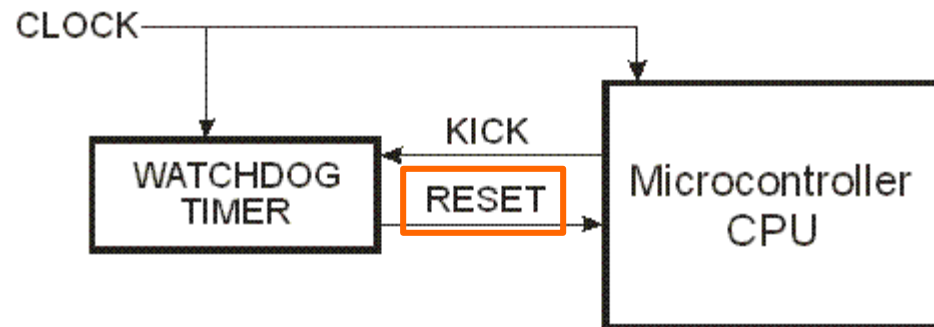 CLOCK
KICK
WATCHDOG
TIMER
RESET
Microcontroller
CPU